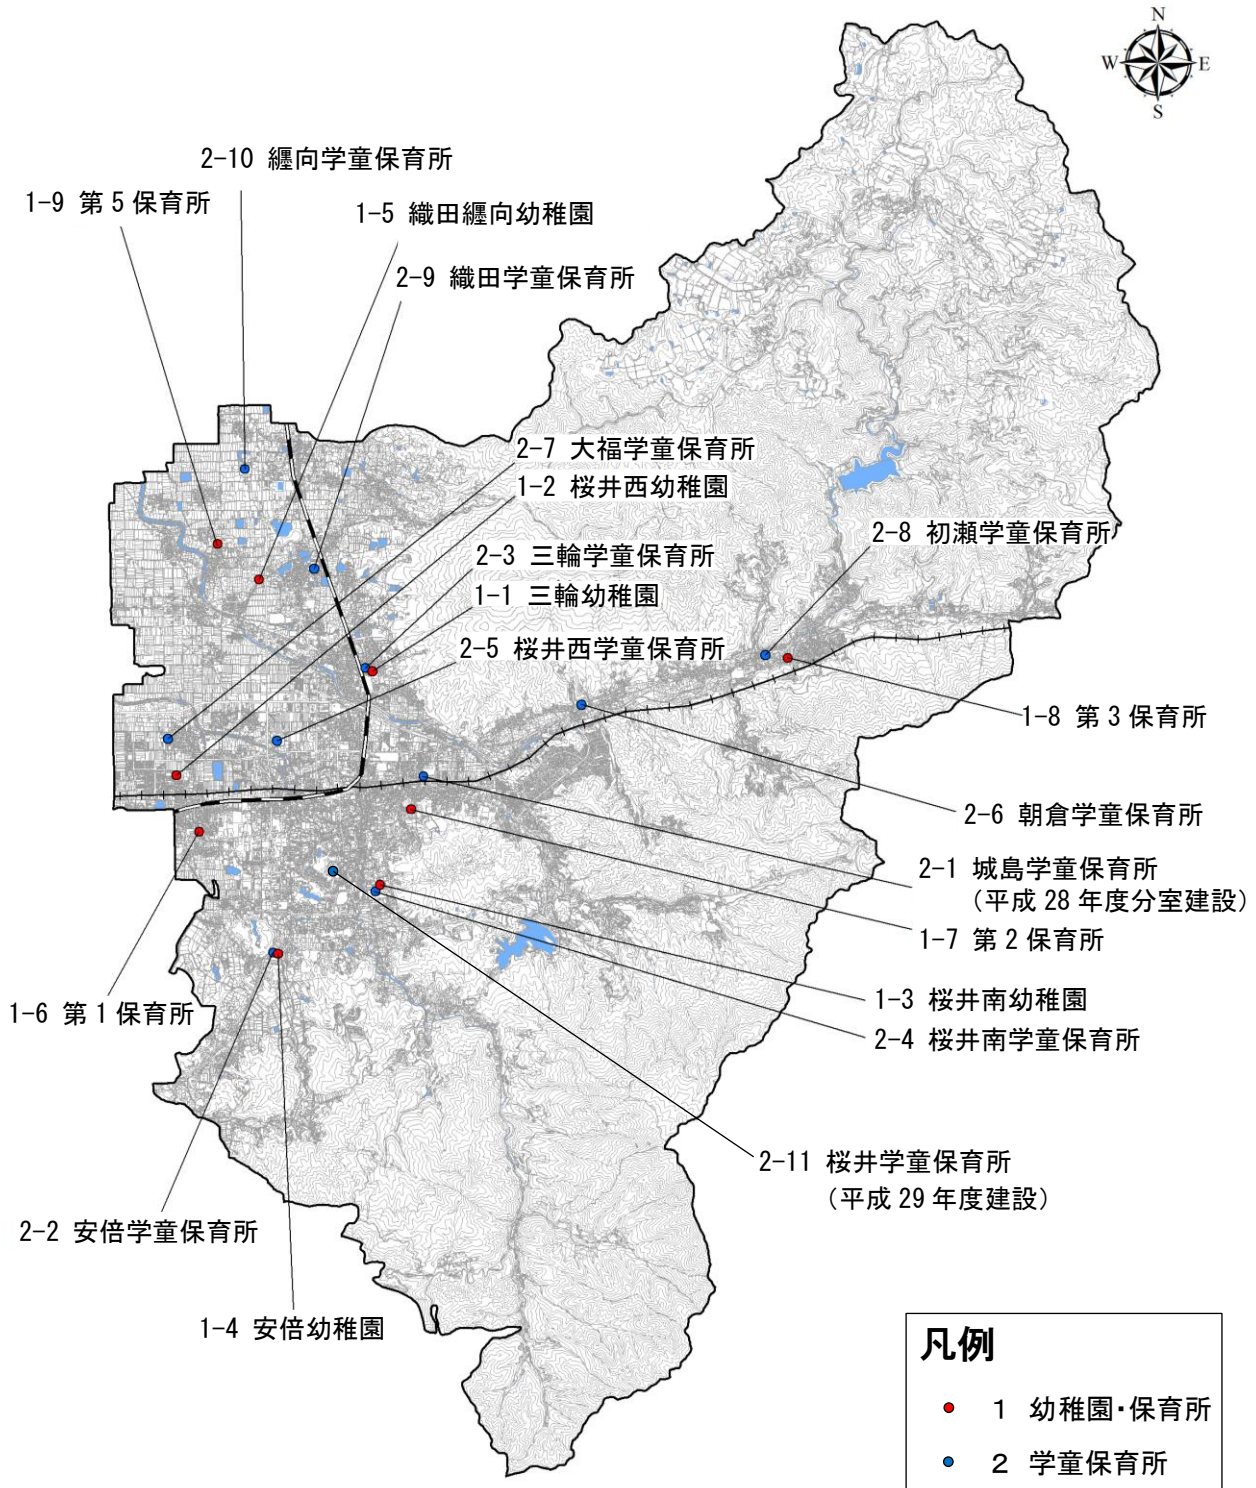 N
W
E
S
2-10 纒向学童保育所
1-9 第5保育所
1-5 織田纒向幼稚園
2-9 織田学童保育所
2-7 大福学童保育所
1-2 桜井西幼稚園
2-8 初瀬学童保育所
2-3 三輪学童保育所
1-1 三輪幼稚園
2-5 桜井西学童保育所
1-8 第3保育所
2-6 朝倉学童保育所
2-1 城島学童保育所
（平成28年度分室建設）
1-7 第2保育所
1-3 桜井南幼稚園
1-6 第1保育所
2-4 桜井南学童保育所
2-11 桜井学童保育所
（平成29年度建設）
2-2 安倍学童保育所
1-4 安倍幼稚園
凡例
1 幼稚園・保育所
2 学童保育所